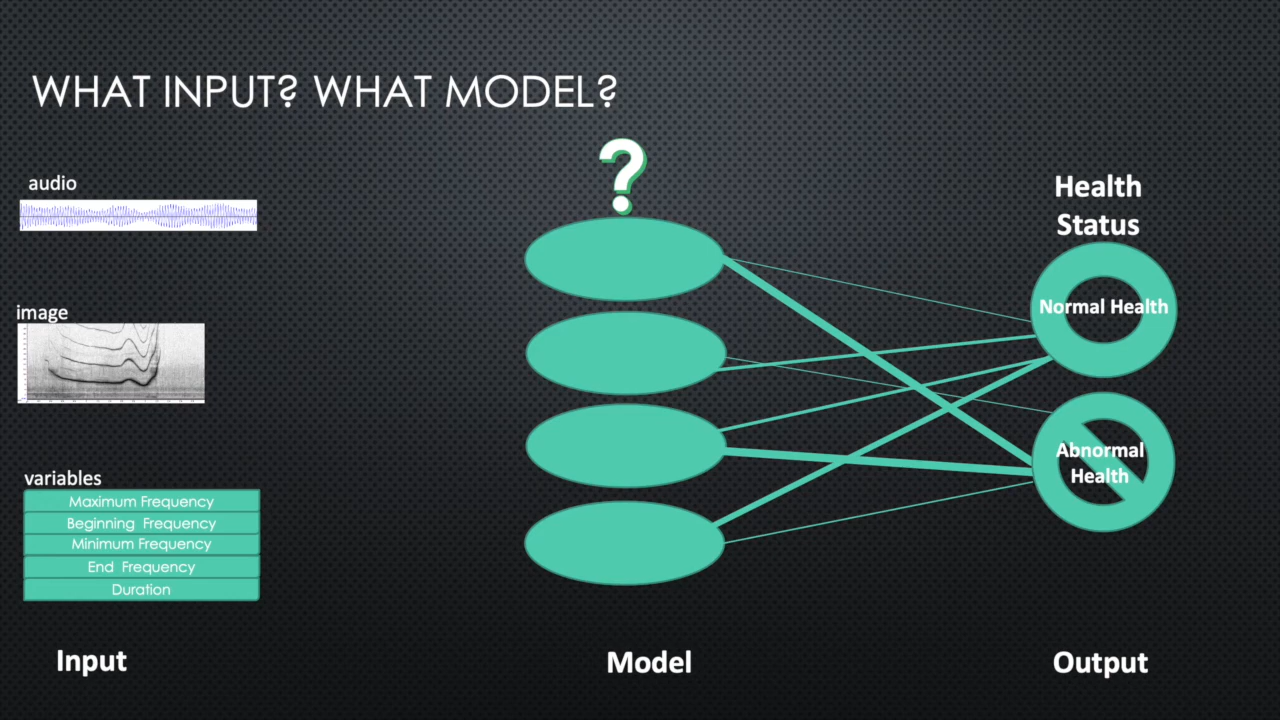 WHAT INPUT? WHAT MODEL?
audio
image
variables
Maximum Frequency
Beginning Frequency
Minimum Frequency
End Frequency
Duration
Input
?
Model
Health
Status
Normal Health
Abnormal
Health
Output